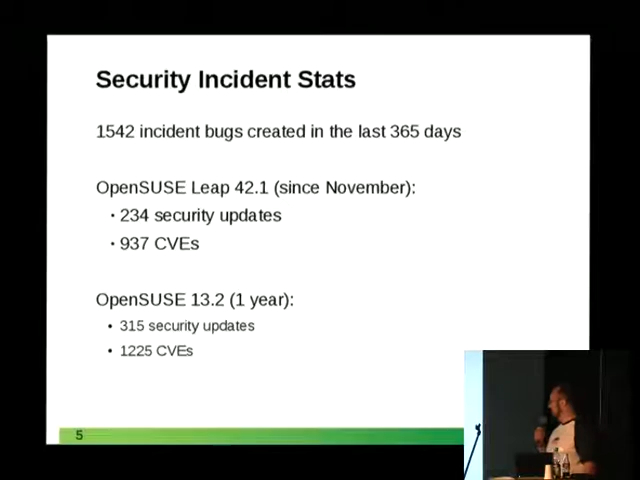 Security Incident Stats
1542 incident bugs created in the last 365 days
OpenSUSE Leap 42.1 (since November):
· 234 security updates
· 937 CVEs
OpenSUSE 13.2 (1 year):
• 315 security updates
• 1225 CVEs
5